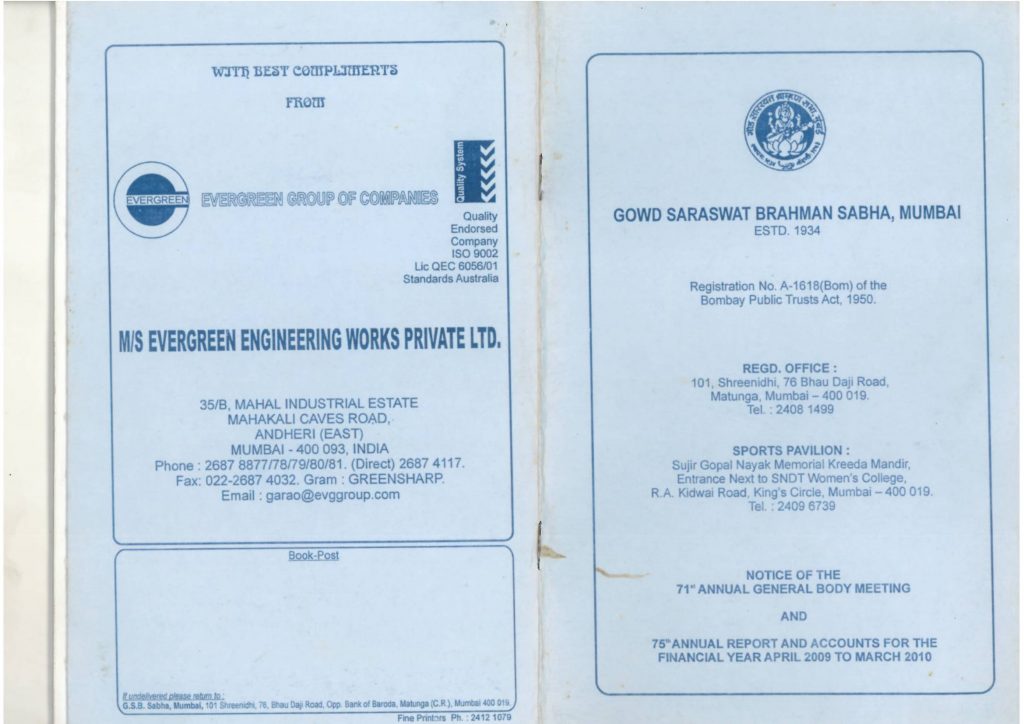 WITH BEST COMPLIMENTS
FROM
EVERGREEN
EVERGREEN GROUP OF COMPANIES
Quality System
Quality
Endorsed
Company
ISO 9002
Lic QEC 6056/01
Standards Australia
M/S EVERGREEN ENGINEERING WORKS PRIVATE LTD.
35/B, MAHAL INDUSTRIAL ESTATE
MAHAKALI CAVES ROAD,
ANDHERI (EAST)
MUMBAI - 400 093, INDIA
Phone : 2687 8877/78/79/80/81. (Direct) 2687 4117.
Fax: 022-2687 4032. Gram : GREENSHARP.
Email : garao@evggroup.com
Book-Post
If undelivered please return to :
G.S.B. Sabha, Mumbai, 101 Shreenidhi, 76, Bhau Daji Road, Opp. Bank of Baroda, Matunga (C.R.), Mumbai 400 019.
Fine Printors Ph. : 2412 1079
गौड सारस्वत ब्राह्मण सभा, मुंबई
GOWD SARASWAT BRAHMAN SABHA, MUMBAI
ESTD. 1934
Registration No. A-1618(Bom) of the
Bombay Public Trusts Act, 1950.
REGD. OFFICE :
101, Shreenidhi, 76 Bhau Daji Road,
Matunga, Mumbai – 400 019.
Tel. : 2408 1499
SPORTS PAVILION :
Sujir Gopal Nayak Memorial Kreeda Mandir,
Entrance Next to SNDT Women's College,
R.A. Kidwai Road, King's Circle, Mumbai – 400 019.
Tel. : 2409 6739
NOTICE OF THE
71st ANNUAL GENERAL BODY MEETING
AND
75th ANNUAL REPORT AND ACCOUNTS FOR THE
FINANCIAL YEAR APRIL 2009 TO MARCH 2010